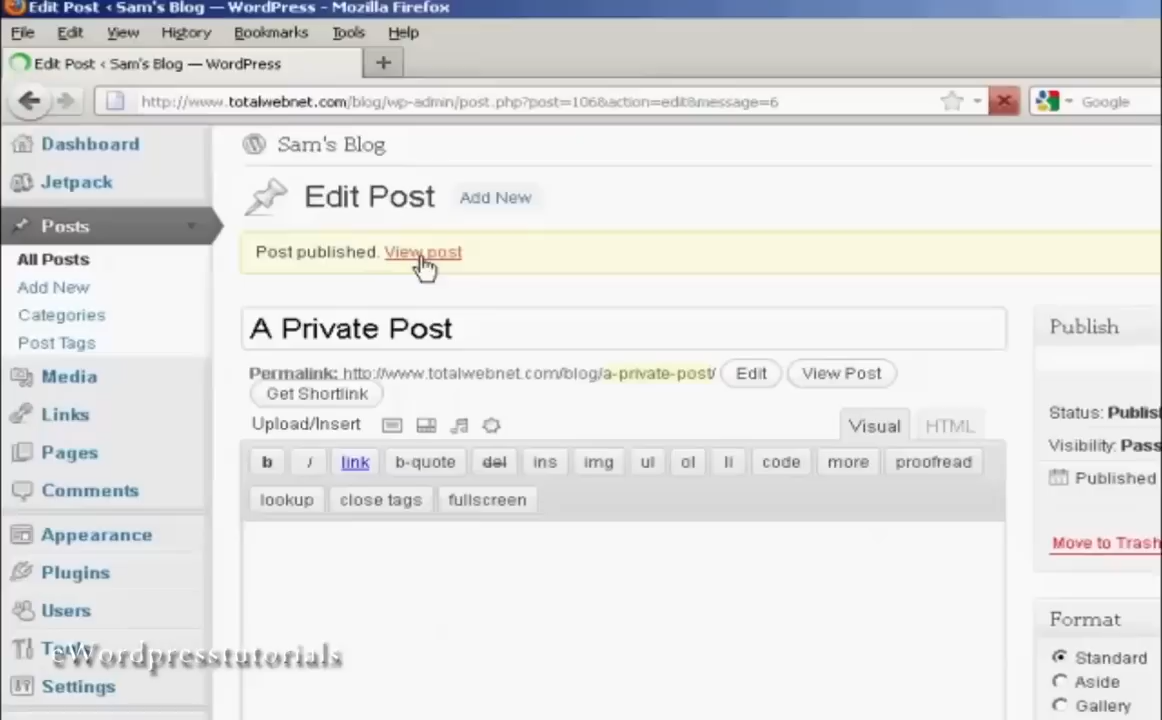 Edit Post ‹ Sam's Blog — WordPress - Mozilla Firefox
File Edit View History Bookmarks Tools Help
Edit Post ‹ Sam's Blog — WordPress +
http://www.totalwebnet.com/blog/wp-admin/post.php?post=106&action=edit&message=6 Google
Dashboard
Jetpack
Posts
All Posts
Add New
Categories
Post Tags
Media
Links
Pages
Comments
Appearance
Plugins
Users
Tools
Settings
Sam's Blog
Edit Post Add New
Post published. View post
A Private Post
Permalink: http://www.totalwebnet.com/blog/a-private-post/ Edit View Post
Get Shortlink
Upload/Insert Visual HTML
b i link b-quote del ins img ul ol li code more proofread
lookup close tags fullscreen
Publish
Status: Publis
Visibility: Pass
Published
Move to Trash
Format
Standard
Aside
Gallery
eWordpresstutorials